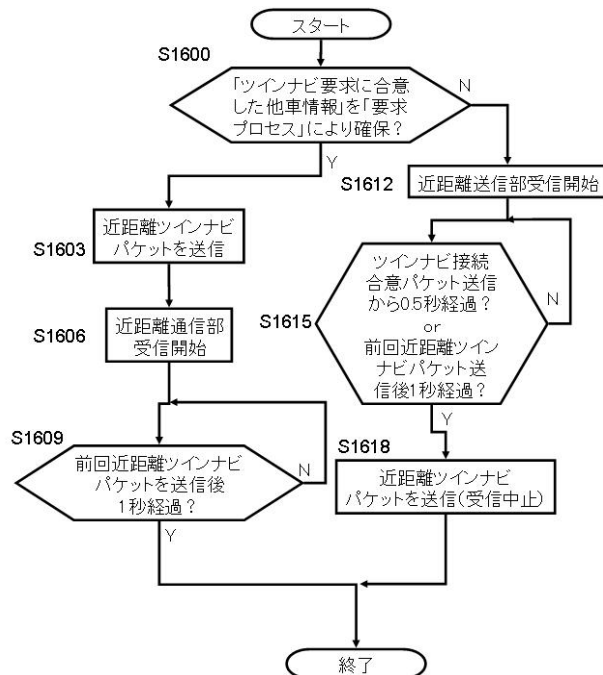 スタート
S1600
「ツインナビ要求に合意
した他車情報」を「要求
プロセス」により確保？
N
Y
S1612
近距離送信部受信開始
S1603
近距離ツインナビ
パケットを送信
S1606
近距離通信部
受信開始
S1615
ツインナビ接続
合意パケット送信
から0.5秒経過？
or
前回近距離ツイン
ナビパケット送
信後1秒経過？
N
Y
S1609
前回近距離ツインナビ
パケットを送信後
1秒経過？
N
Y
S1618
近距離ツインナビ
パケットを送信(受信中止)
終了